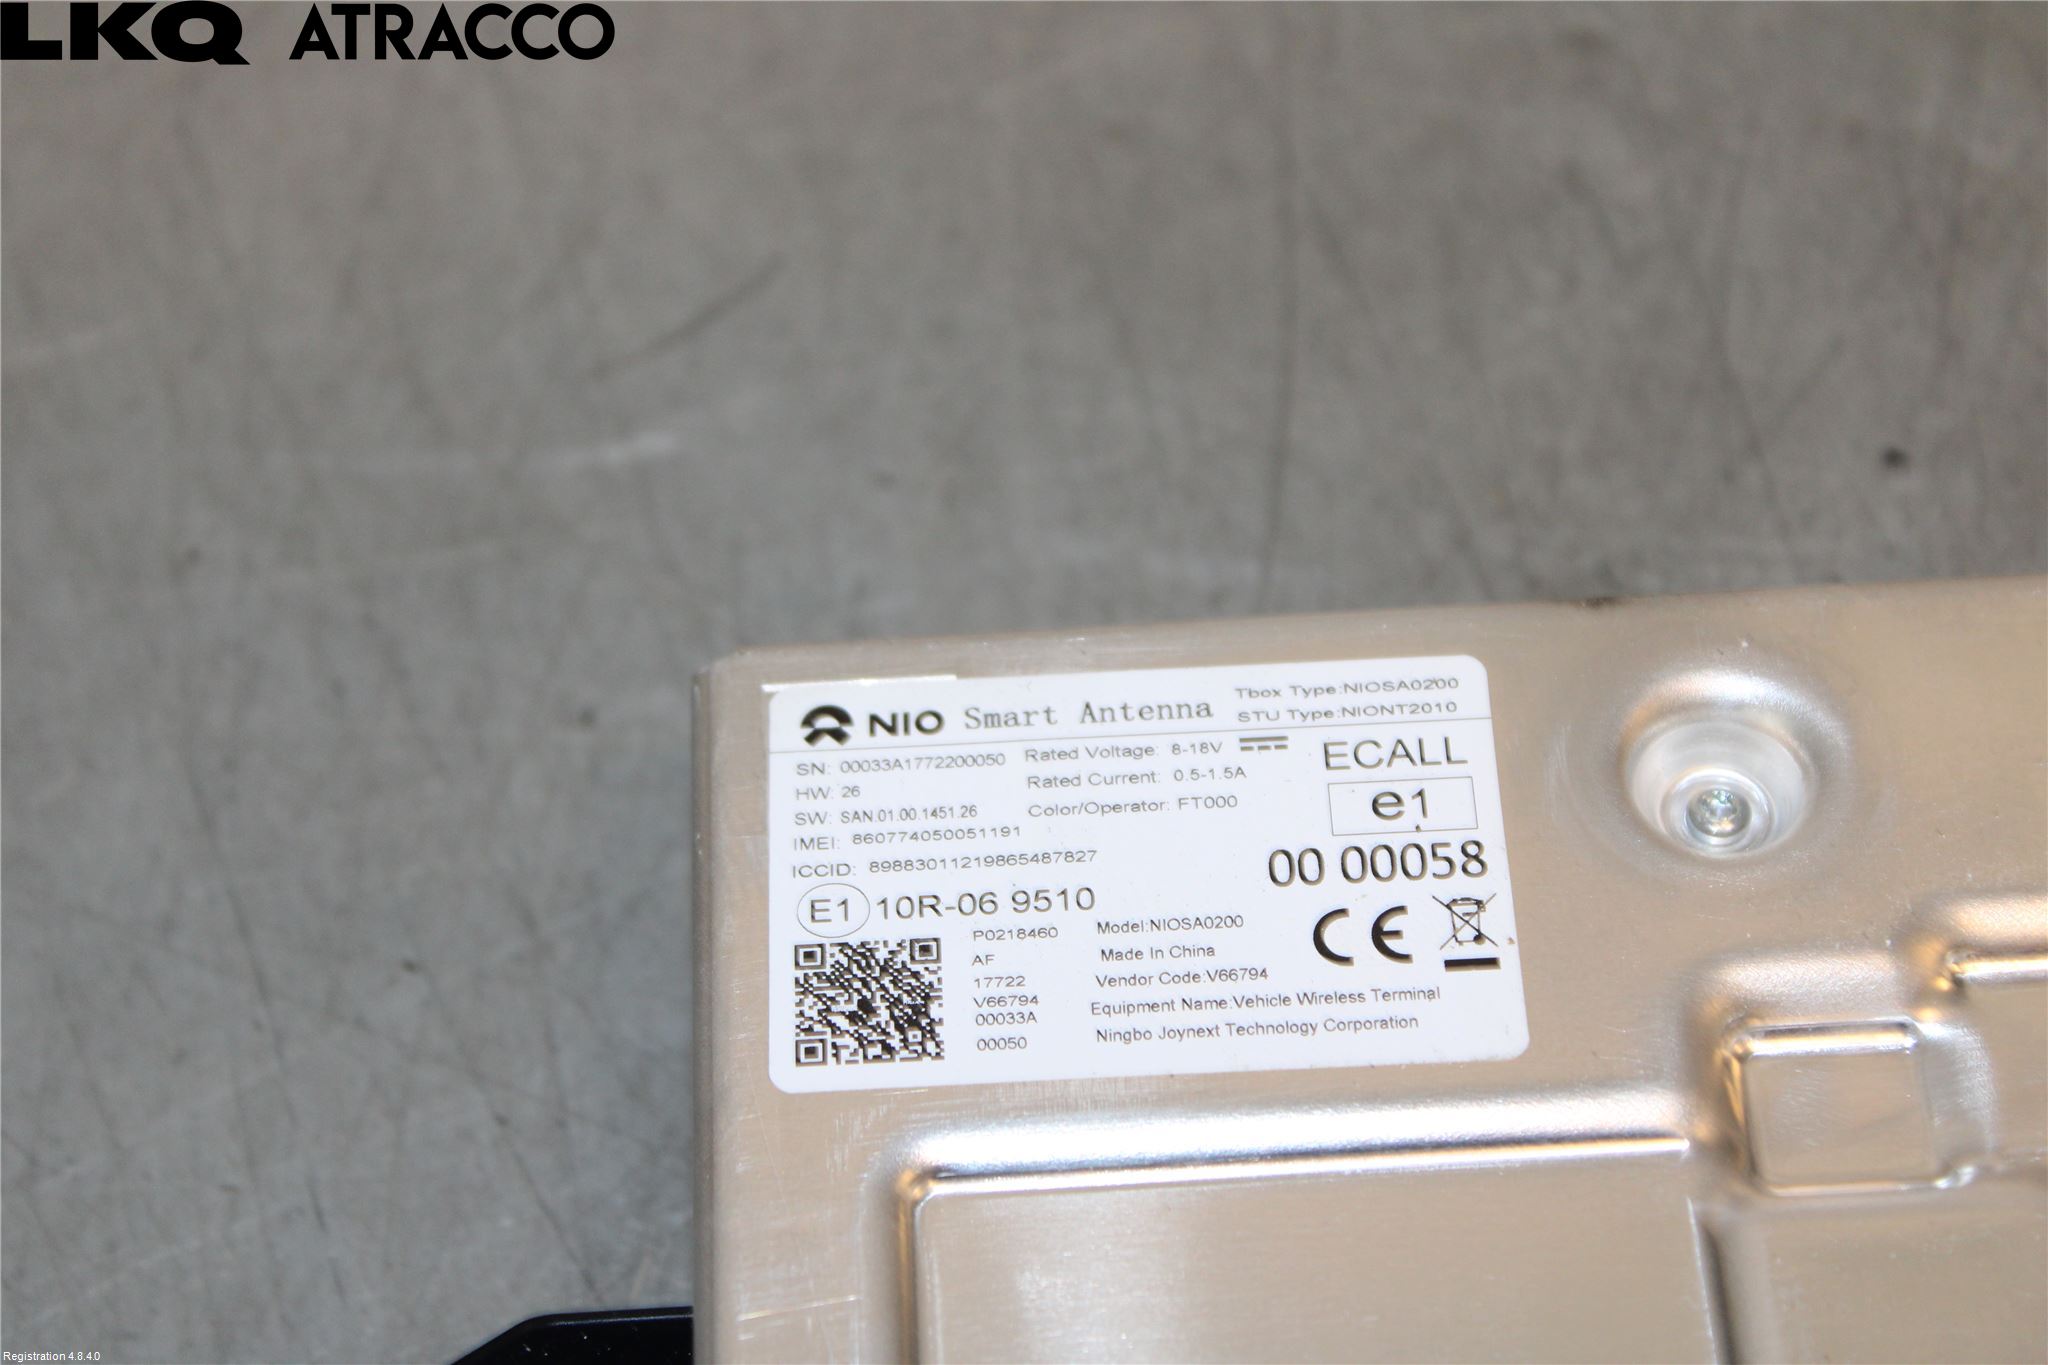 LKQ ATRACCO
NIO Smart Antenna
Tbox Type:NIOSA0200
STU Type:NIONT2010
SN: 00033A1772200050
HW: 26
SW: SAN.01.00.1451.26
IMEI: 860774050051191
ICCID: 89883011219865487827
Rated Voltage: 8-18V
Rated Current: 0.5-1.5A
Color/Operator: FT000
ECALL
e1
00 00058
E1 10R-06 9510
P0218460
AF
17722
V66794
00033A
00050
Model:NIOSA0200
Made In China
Vendor Code:V66794
Equipment Name:Vehicle Wireless Terminal
Ningbo Joynext Technology Corporation
CE
Registration 4.8.4.0